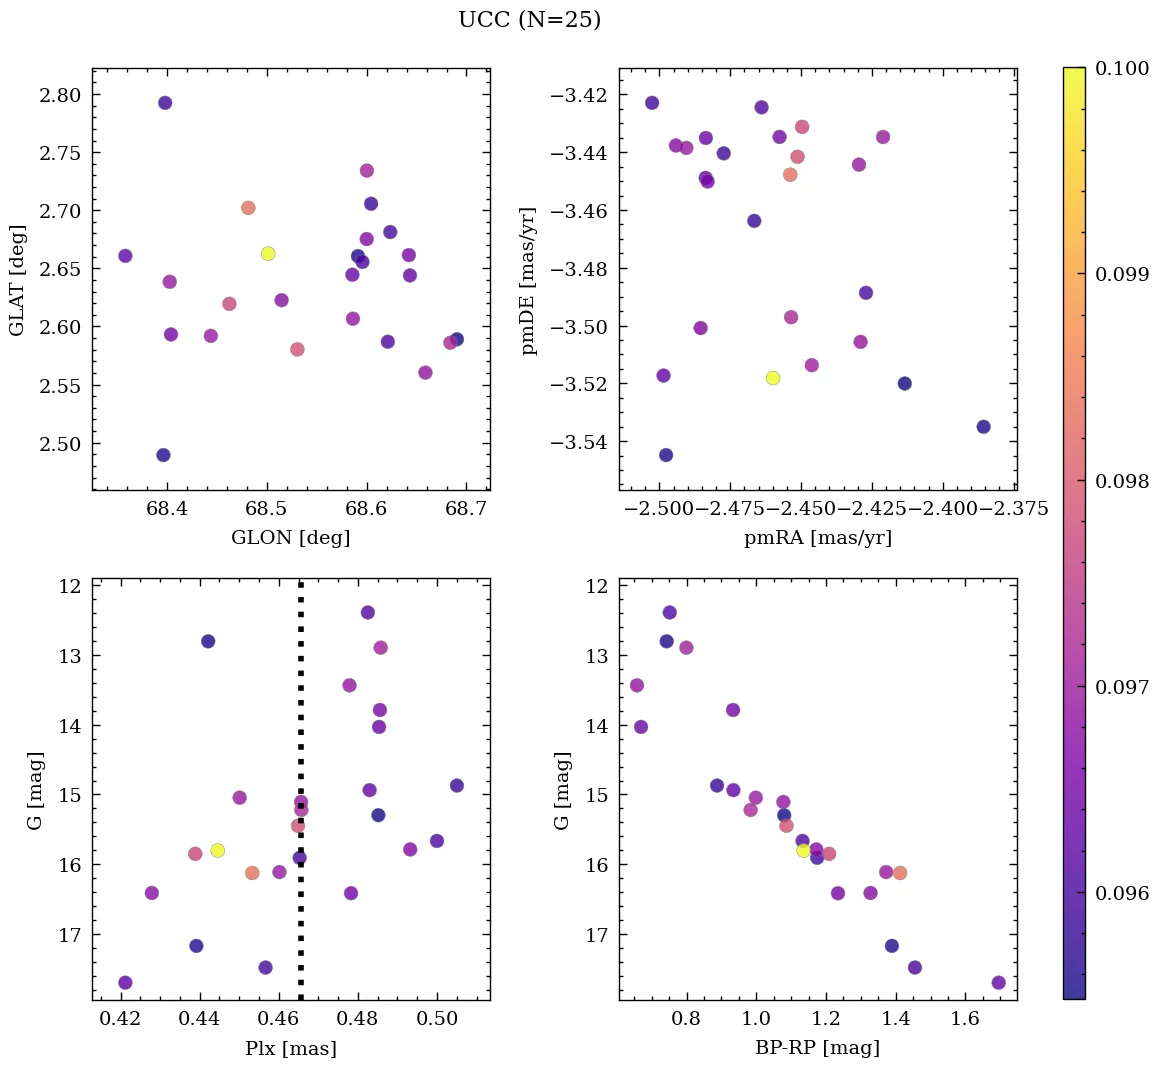 UCC (N=25)
2.80
2.75
2.70
2.65
2.60
2.55
2.50
GLAT [deg]
68.4 68.5 68.6 68.7
GLON [deg]
−3.42
−3.44
−3.46
−3.48
−3.50
−3.52
−3.54
pmDE [mas/yr]
−2.500 −2.475 −2.450 −2.425 −2.400 −2.375
pmRA [mas/yr]
12
13
14
15
16
17
G [mag]
0.42 0.44 0.46 0.48 0.50
Plx [mas]
12
13
14
15
16
17
G [mag]
0.8 1.0 1.2 1.4 1.6
BP-RP [mag]
0.100
0.099
0.098
0.097
0.096